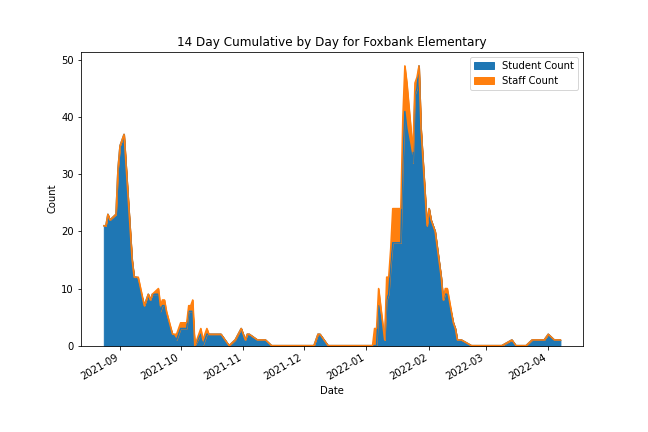 14 Day Cumulative by Day for Foxbank Elementary
Student Count
Staff Count
Count
50
40
30
20
10
0
2021-09
2021-10
2021-11
2021-12
2022-01
2022-02
2022-03
2022-04
Date